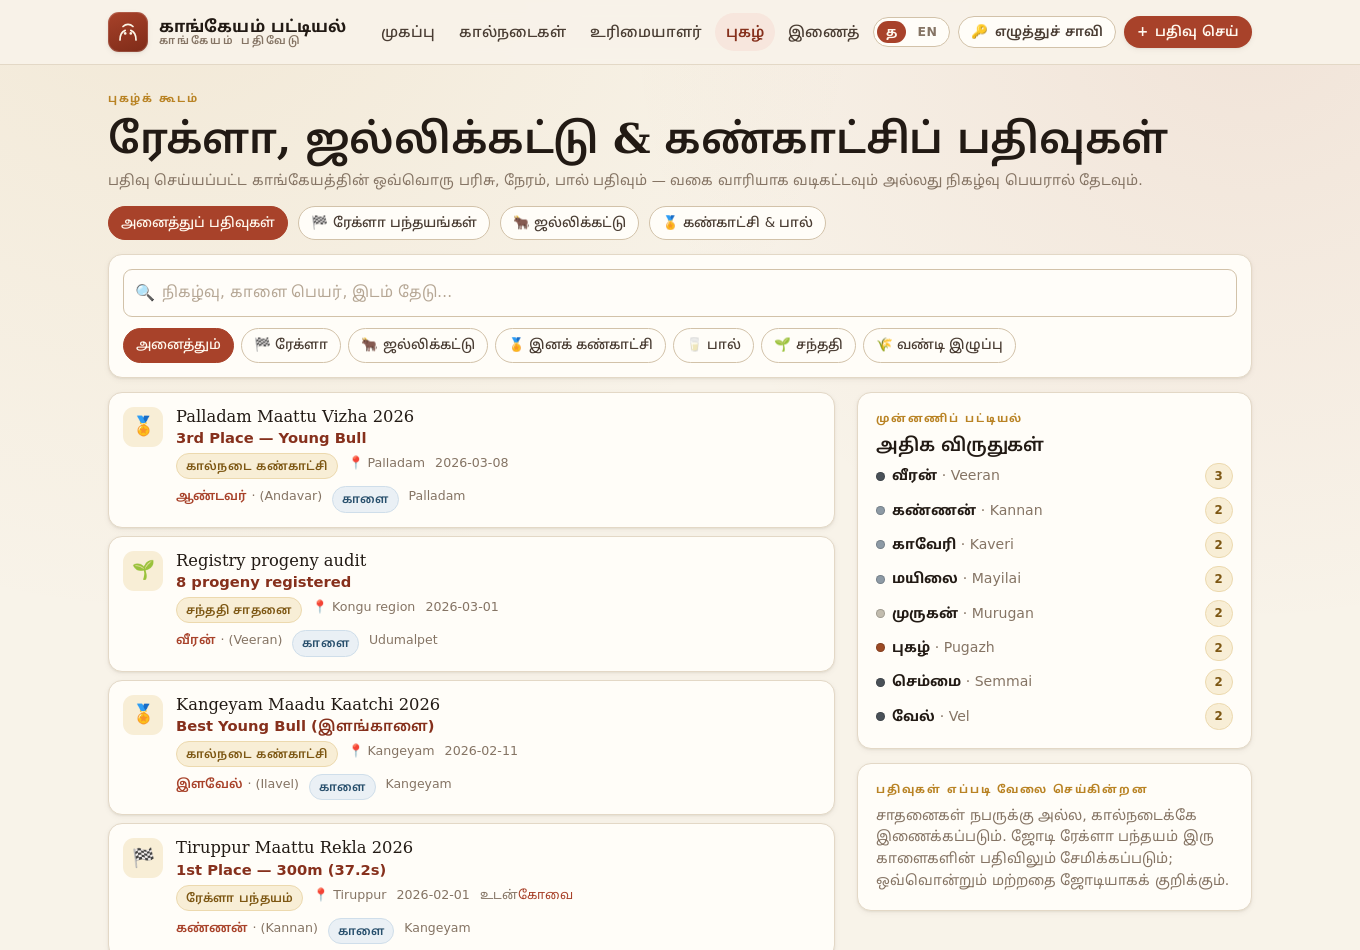 காங்கேயம் பட்டியல்
காங்கேயம் பதிவேடு
முகப்பு கால்நடைகள் உரிமையாளர் புகழ் இணைத் த EN எழுத்துச் சாவி + பதிவு செய்
புகழ்க் கூடம்
ரேக்ளா, ஜல்லிக்கட்டு & கண்காட்சிப் பதிவுகள்
பதிவு செய்யப்பட்ட காங்கேயத்தின் ஒவ்வொரு பரிசு, நேரம், பால் பதிவும் — வகை வாரியாக வடிகட்டவும் அல்லது நிகழ்வு பெயரால் தேடவும்.
அனைத்துப் பதிவுகள் ரேக்ளா பந்தயங்கள் ஜல்லிக்கட்டு கண்காட்சி & பால்
நிகழ்வு, காளை பெயர், இடம் தேடு...
அனைத்தும் ரேக்ளா ஜல்லிக்கட்டு இனக் கண்காட்சி பால் சந்ததி வண்டி இழுப்பு
Palladam Maattu Vizha 2026
3rd Place — Young Bull
கால்நடை கண்காட்சி Palladam 2026-03-08
ஆண்டவர் · (Andavar) காளை Palladam
Registry progeny audit
8 progeny registered
சந்ததி சாதனை Kongu region 2026-03-01
வீரன் · (Veeran) காளை Udumalpet
Kangeyam Maadu Kaatchi 2026
Best Young Bull (இளங்காளை)
கால்நடை கண்காட்சி Kangeyam 2026-02-11
இளவேல் · (Ilavel) காளை Kangeyam
Tiruppur Maattu Rekla 2026
1st Place — 300m (37.2s)
ரேக்ளா பந்தயம் Tiruppur 2026-02-01 உடன்கோவை
கண்ணன் · (Kannan) காளை Kangeyam
முன்னணிப் பட்டியல்
அதிக விருதுகள்
வீரன் · Veeran 3
கண்ணன் · Kannan 2
காவேரி · Kaveri 2
மயிலை · Mayilai 2
முருகன் · Murugan 2
புகழ் · Pugazh 2
செம்மை · Semmai 2
வேல் · Vel 2
பதிவுகள் எப்படி வேலை செய்கின்றன
சாதனைகள் நபருக்கு அல்ல, கால்நடைக்கே
இணைக்கப்படும். ஜோடி ரேக்ளா பந்தயம் இரு
காளைகளின் பதிவிலும் சேமிக்கப்படும்;
ஒவ்வொன்றும் மற்றதை ஜோடியாகக் குறிக்கும்.